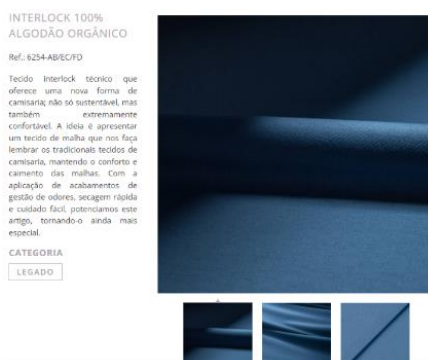 INTERLOCK 100%
ALGODÃO ORGÂNICO
Ref.: 6254-AB/EC/FD
Tecido Interlock técnico que
oferece uma nova forma de
camisaria; não só sustentável, mas
também extremamente
confortável. A ideia é apresentar
um tecido de malha que nos faça
lembrar os tradicionais tecidos de
camisaria, mantendo o conforto e
caimento das malhas. Com a
aplicação de acabamentos de
gestão de odores, secagem rápida
e cuidado fácil, potenciamos este
artigo, tornando-o ainda mais
especial.
CATEGORIA
LEGADO